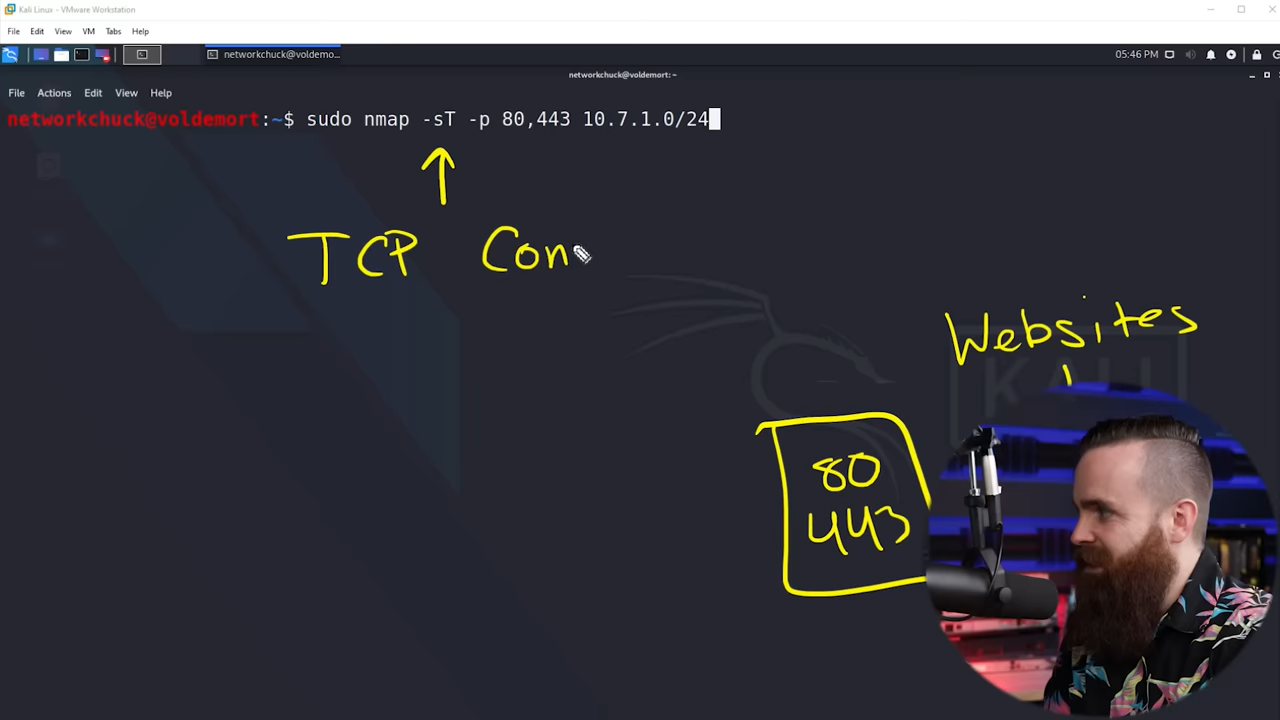 Kali Linux - VMware Workstation
File Edit View VM Tabs Help
networkchuck@voldemo... 05:46 PM
networkchuck@voldemort: ~
File Actions Edit View Help
networkchuck@voldemort:~$ sudo nmap -sT -p 80,443 10.7.1.0/24
TCP Con
Websites
KALI
80
443